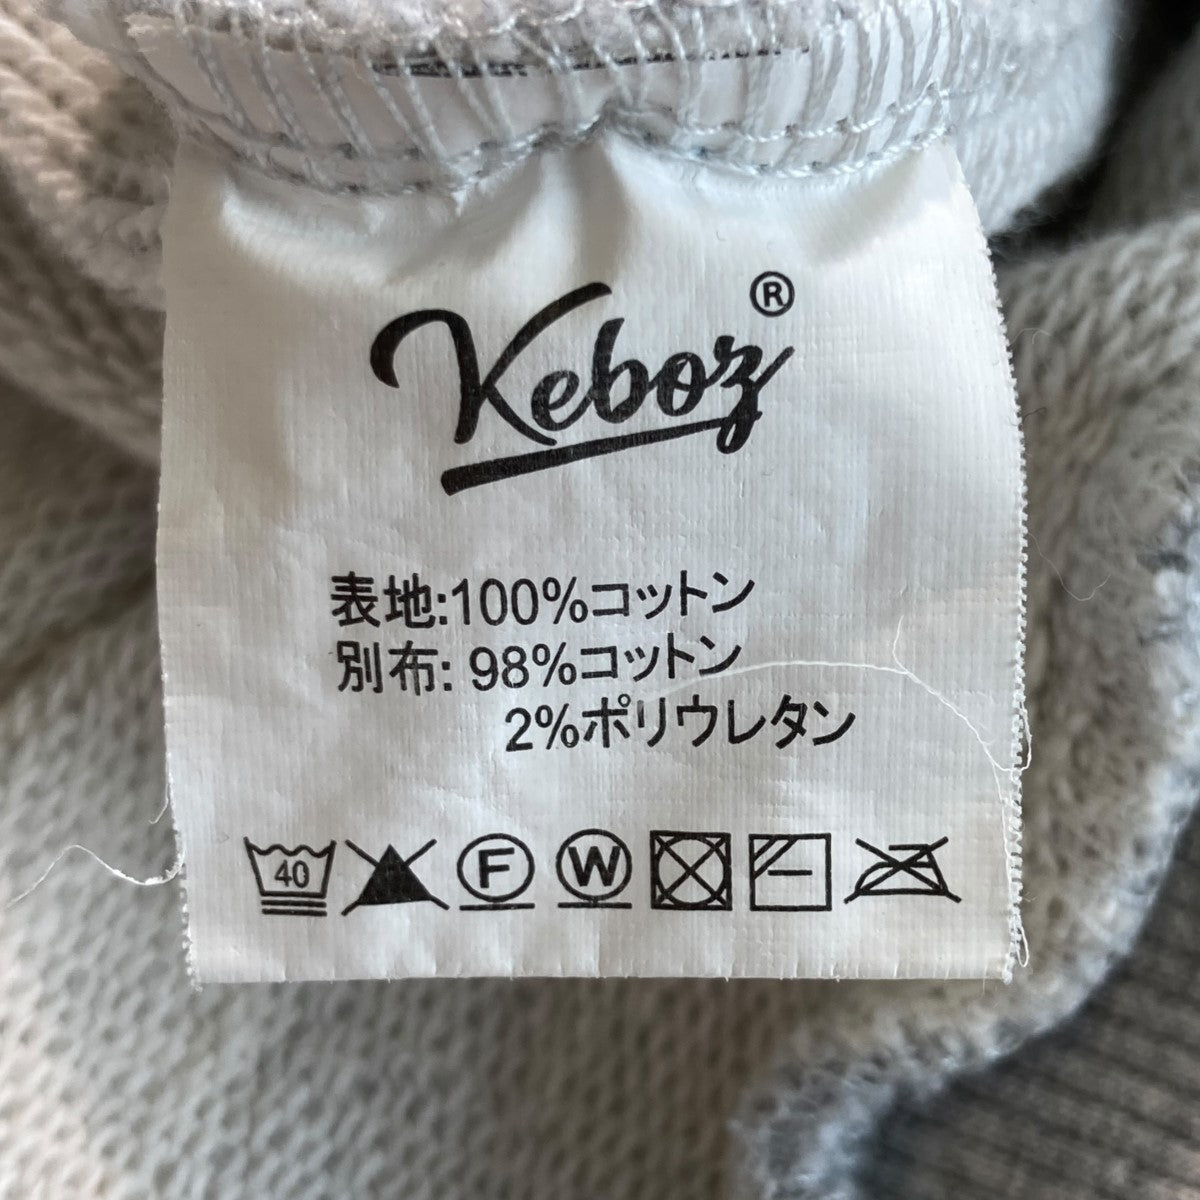 Keboz®
表地:100%コットン
別布: 98%コットン
2%ポリウレタン
40 F W